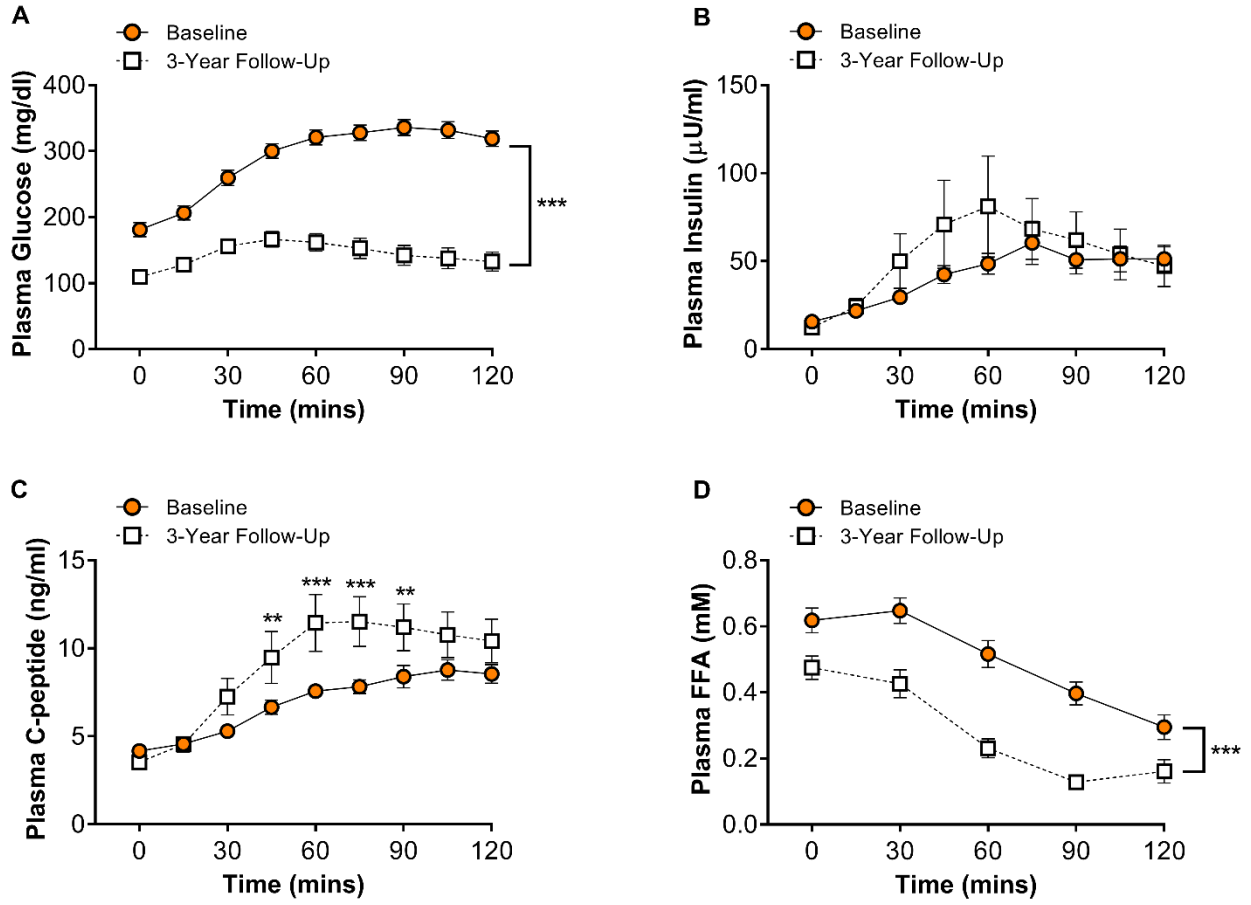 A
Baseline
3-Year Follow-Up
Plasma Glucose (mg/dl)
400
300
200
100
0
***
0 30 60 90 120
Time (mins)
B
Baseline
3-Year Follow-Up
Plasma Insulin (μU/ml)
150
100
50
0
0 30 60 90 120
Time (mins)
C
Baseline
3-Year Follow-Up
Plasma C-peptide (ng/ml)
15
10
5
0
** *** *** **
0 30 60 90 120
Time (mins)
D
Baseline
3-Year Follow-Up
Plasma FFA (mM)
0.8
0.6
0.4
0.2
0.0
***
0 30 60 90 120
Time (mins)